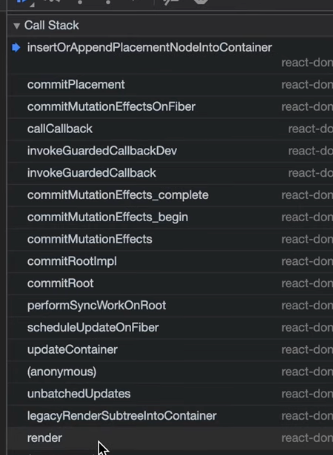 Call Stack
insertOrAppendPlacementNodeIntoContainer
react-don
commitPlacement react-don
commitMutationEffectsOnFiber react-don
callCallback react-do
invokeGuardedCallbackDev react-do
invokeGuardedCallback react-do
commitMutationEffects_complete react-don
commitMutationEffects_begin react-don
commitMutationEffects react-don
commitRootImpl react-don
commitRoot react-don
performSyncWorkOnRoot react-don
scheduleUpdateOnFiber react-don
updateContainer react-don
(anonymous) react-don
unbatchedUpdates react-don
legacyRenderSubtreeIntoContainer react-don
render react-don